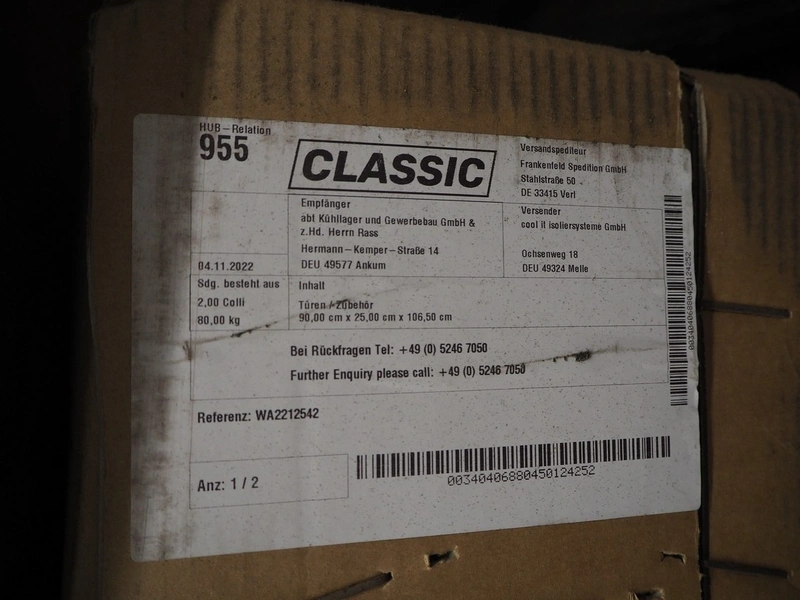 HUB-Relation
955
CLASSIC
Versandspediteur
Frankenfeld Spedition GmbH
Stahlstraße 50
DE 33415 Verl
Empfänger
abt Kühllager und Gewerbebau GmbH &
z.Hd. Herrn Rass
Hermann-Kemper-Straße 14
DEU 49577 Ankum
Versender
cool it isoliersysteme GmbH
Ochsenweg 18
DEU 49324 Melle
04.11.2022
Sdg. besteht aus
2,00 Colli
80,00 kg
Inhalt
Türen / Zubehör
90,00 cm x 25,00 cm x 106,50 cm
Bei Rückfragen Tel: +49 (0) 5246 7050
Further Enquiry please call: +49 (0) 5246 7050
Referenz: WA2212542
Anz: 1 / 2
00340406880450124252
00340406880450124252